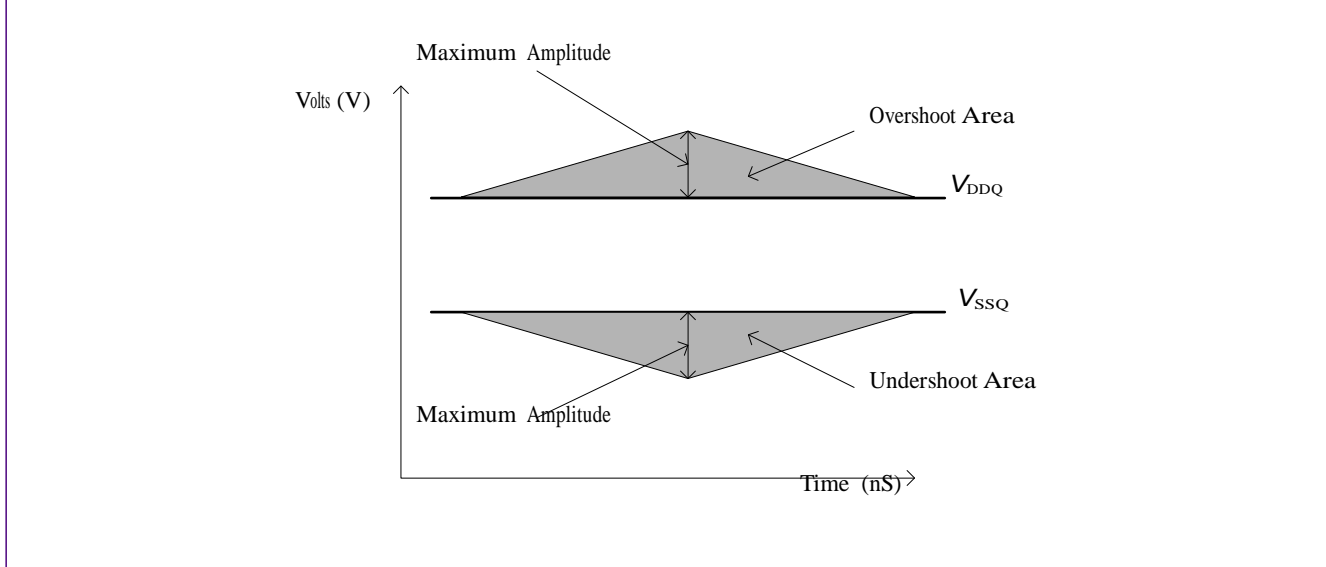 Maximum Amplitude
Volts (V)
Overshoot Area
VDDQ
VSSQ
Undershoot Area
Maximum Amplitude
Time (nS)